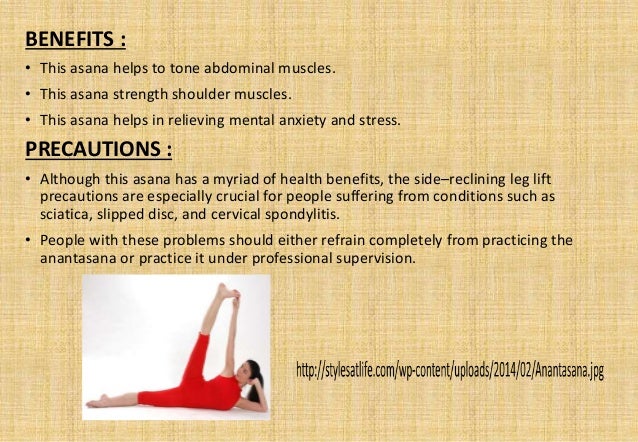 BENEFITS :
• This asana helps to tone abdominal muscles.
• This asana strength shoulder muscles.
• This asana helps in relieving mental anxiety and stress.
PRECAUTIONS :
• Although this asana has a myriad of health benefits, the side–reclining leg lift
precautions are especially crucial for people suffering from conditions such as
sciatica, slipped disc, and cervical spondylitis.
• People with these problems should either refrain completely from practicing the
anantasana or practice it under professional supervision.
http://stylesatlife.com/wp-content/uploads/2014/02/Anantasana.jpg